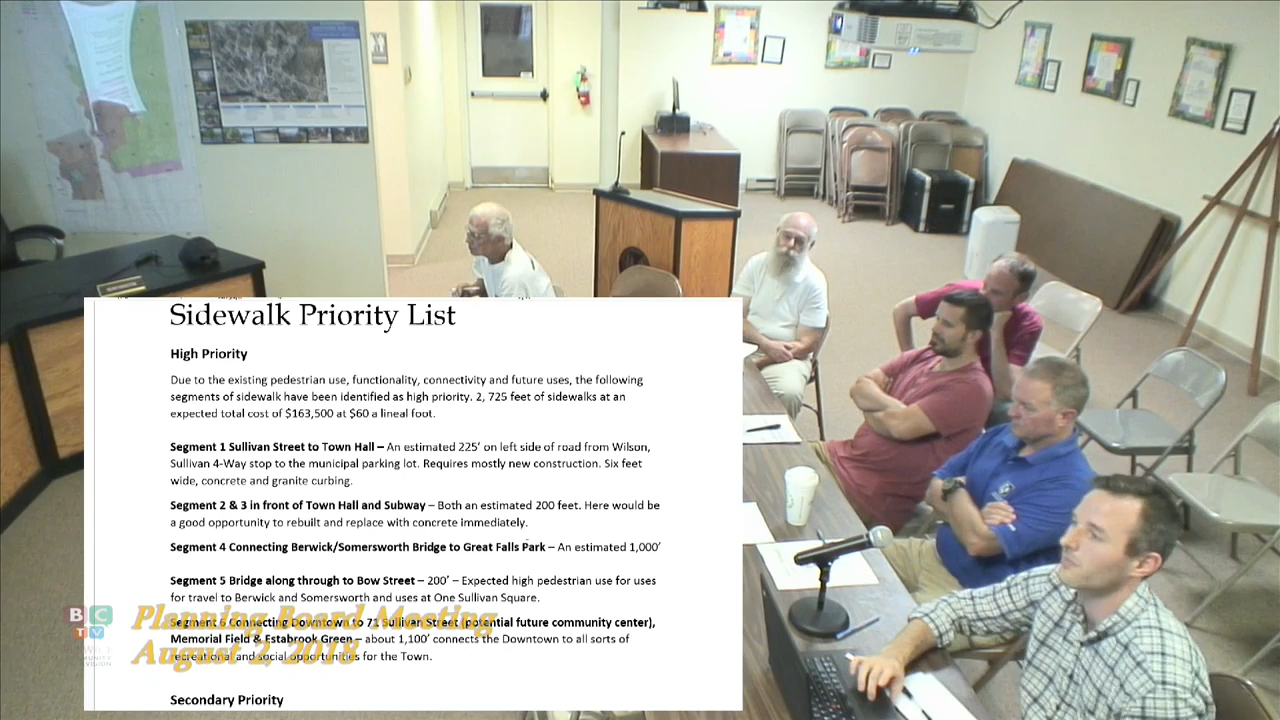 Sidewalk Priority List
High Priority
Due to the existing pedestrian use, functionality, connectivity and future uses, the following
segments of sidewalk have been identified as high priority. 2, 725 feet of sidewalks at an
expected total cost of $163,500 at $60 a lineal foot.
Segment 1 Sullivan Street to Town Hall – An estimated 225' on left side of road from Wilson,
Sullivan 4-Way stop to the municipal parking lot. Requires mostly new construction. Six feet
wide, concrete and granite curbing.
Segment 2 & 3 in front of Town Hall and Subway – Both an estimated 200 feet. Here would be
a good opportunity to rebuilt and replace with concrete immediately.
Segment 4 Connecting Berwick/Somersworth Bridge to Great Falls Park – An estimated 1,000'
Segment 5 Bridge along through to Bow Street – 200' – Expected high pedestrian use for uses
for travel to Berwick and Somersworth and uses at One Sullivan Square.
Segment 6 Connecting Downtown to 71 Sullivan Street (potential future community center),
Memorial Field & Estabrook Green – about 1,100' connects the Downtown to all sorts of
recreational and social opportunities for the Town.
Secondary Priority
BC
TV
Planning Board Meeting
August 2, 2018